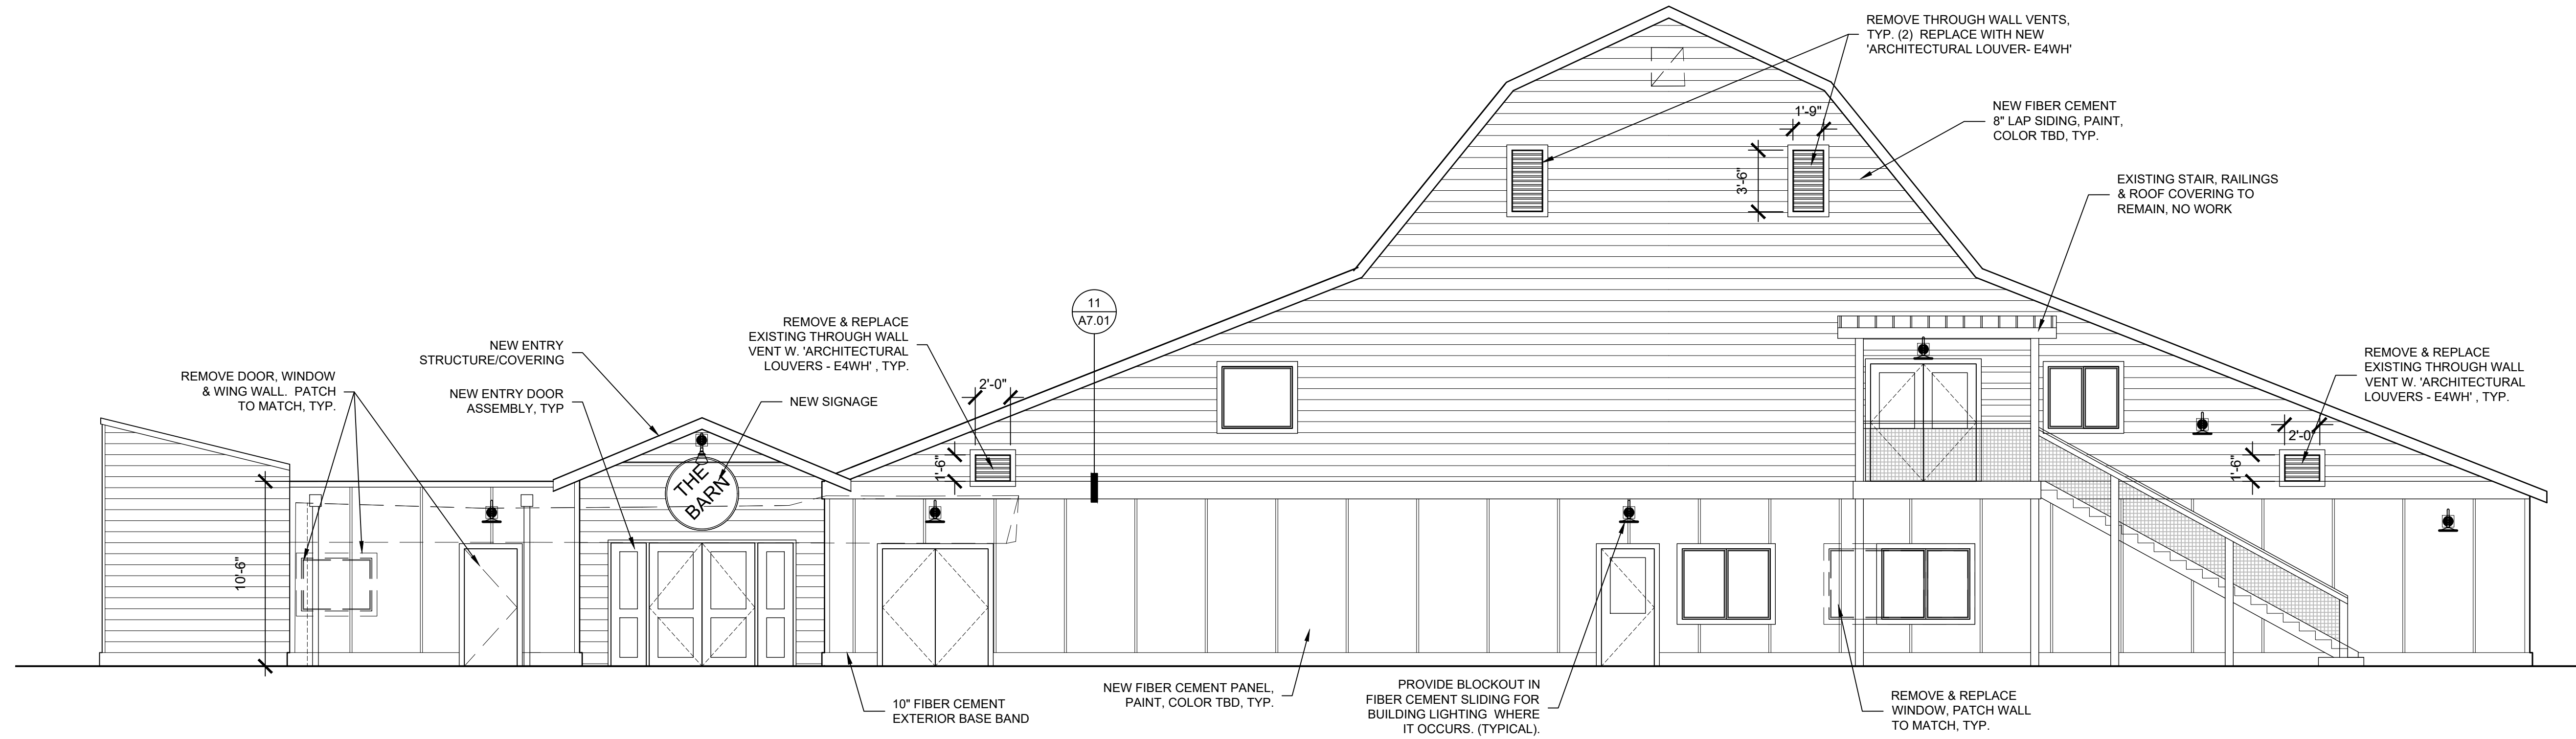 REMOVE THROUGH WALL VENTS,
TYP. (2)  REPLACE WITH NEW
'ARCHITECTURAL LOUVER- E4WH'
NEW FIBER CEMENT
8" LAP SIDING, PAINT,
COLOR TBD, TYP.
1'-9"
3'-6"
EXISTING STAIR, RAILINGS
& ROOF COVERING TO
REMAIN, NO WORK
11
A7.01
REMOVE & REPLACE
EXISTING THROUGH WALL
VENT W. 'ARCHITECTURAL
LOUVERS - E4WH' , TYP.
NEW ENTRY
STRUCTURE/COVERING
REMOVE DOOR, WINDOW
& WING WALL.  PATCH
TO MATCH, TYP.
NEW ENTRY DOOR
ASSEMBLY, TYP
NEW SIGNAGE
2'-0"
1'-6"
REMOVE & REPLACE
EXISTING THROUGH WALL
VENT W. 'ARCHITECTURAL
LOUVERS - E4WH' , TYP.
2'-0"
1'-6"
THE
BARN
10'-6"
10" FIBER CEMENT
EXTERIOR BASE BAND
NEW FIBER CEMENT PANEL,
PAINT, COLOR TBD, TYP.
PROVIDE BLOCKOUT IN
FIBER CEMENT SLIDING FOR
BUILDING LIGHTING  WHERE
IT OCCURS. (TYPICAL).
REMOVE & REPLACE
WINDOW, PATCH WALL
TO MATCH, TYP.